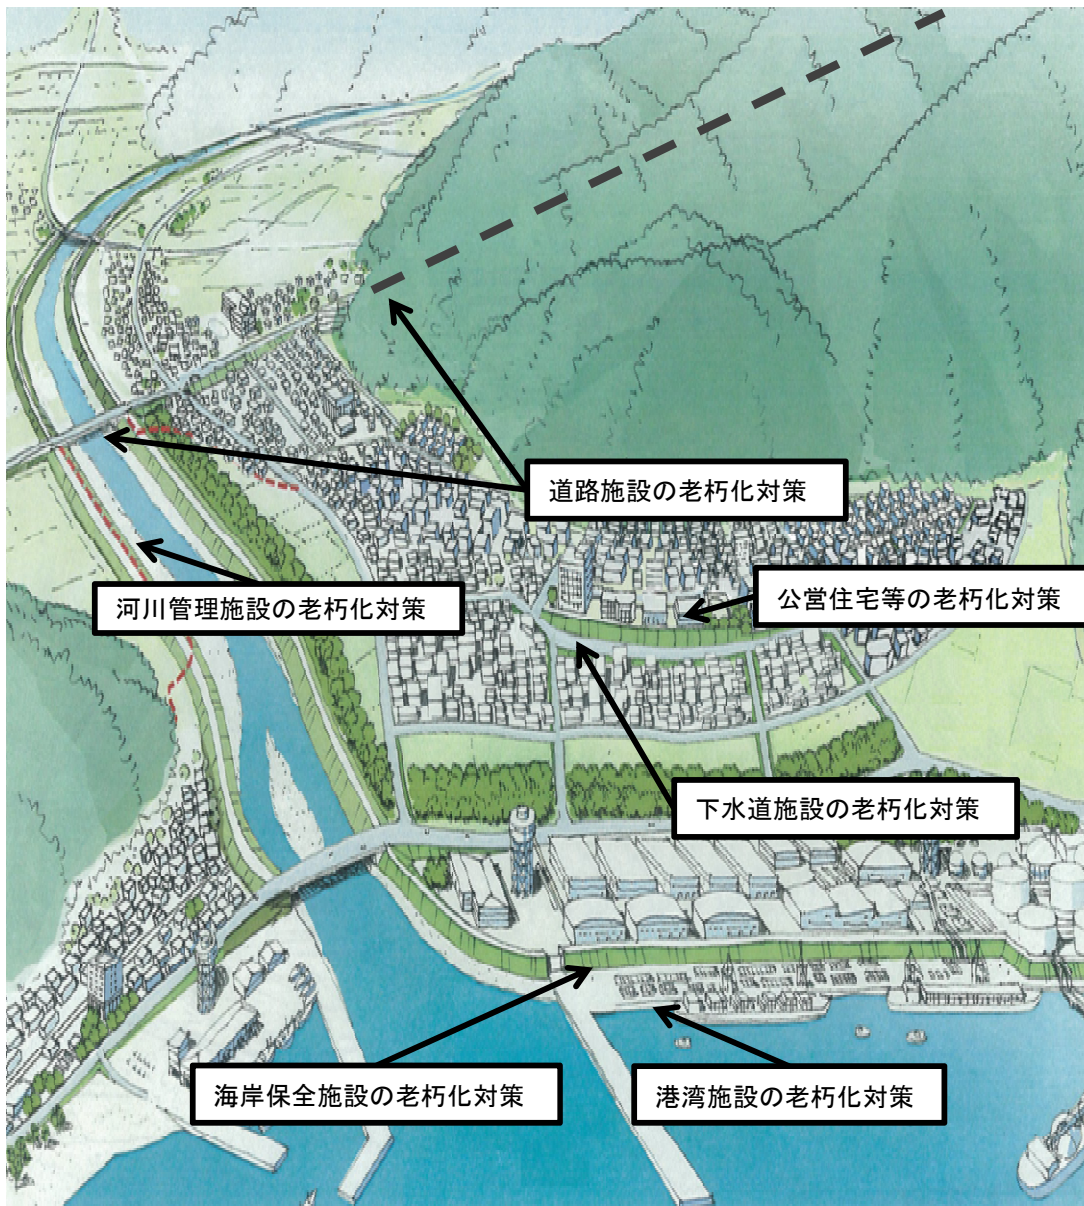 道路施設の老朽化対策
公営住宅等の老朽化対策
河川管理施設の老朽化対策
下水道施設の老朽化対策
海岸保全施設の老朽化対策
港湾施設の老朽化対策